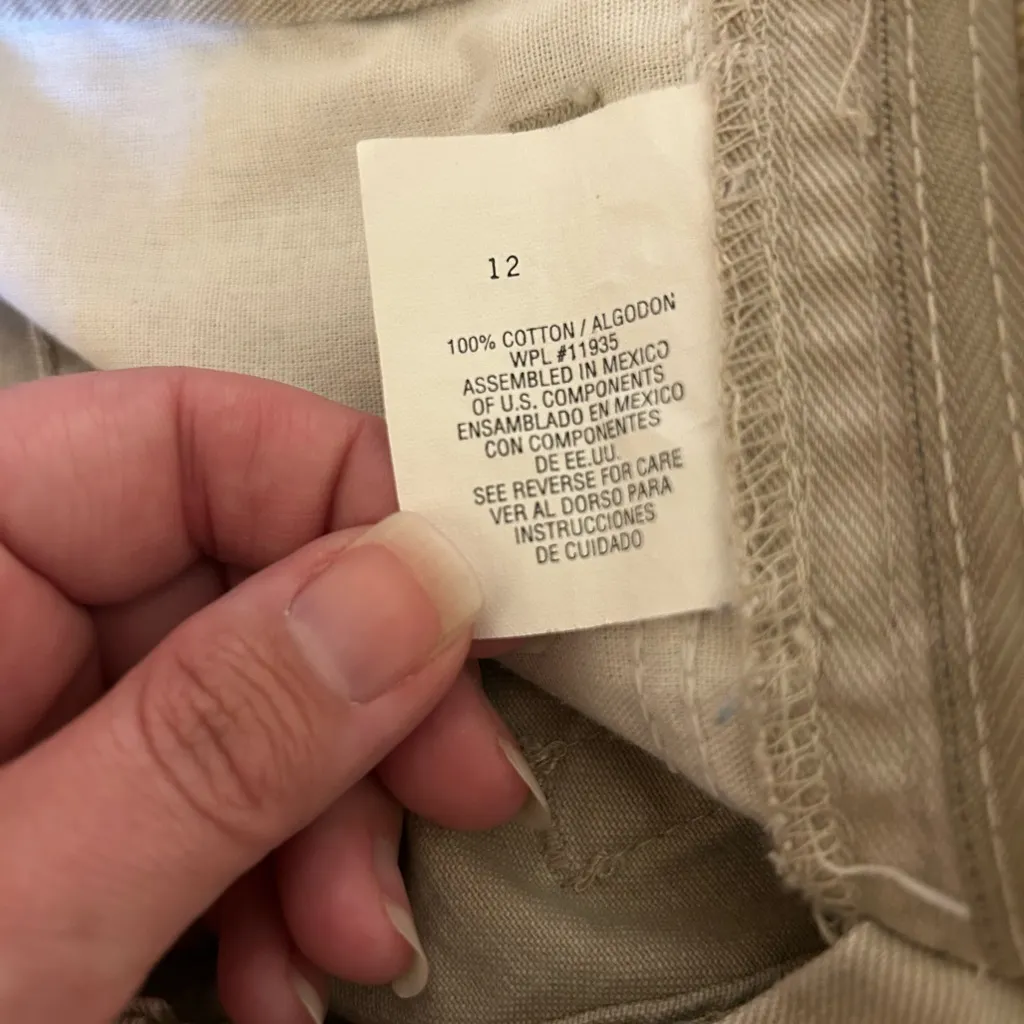 12
100% COTTON / ALGODON
WPL #11935
ASSEMBLED IN MEXICO
OF U.S. COMPONENTS
ENSAMBLADO EN MEXICO
CON COMPONENTES
DE EE.UU.
SEE REVERSE FOR CARE
VER AL DORSO PARA
INSTRUCCIONES
DE CUIDADO